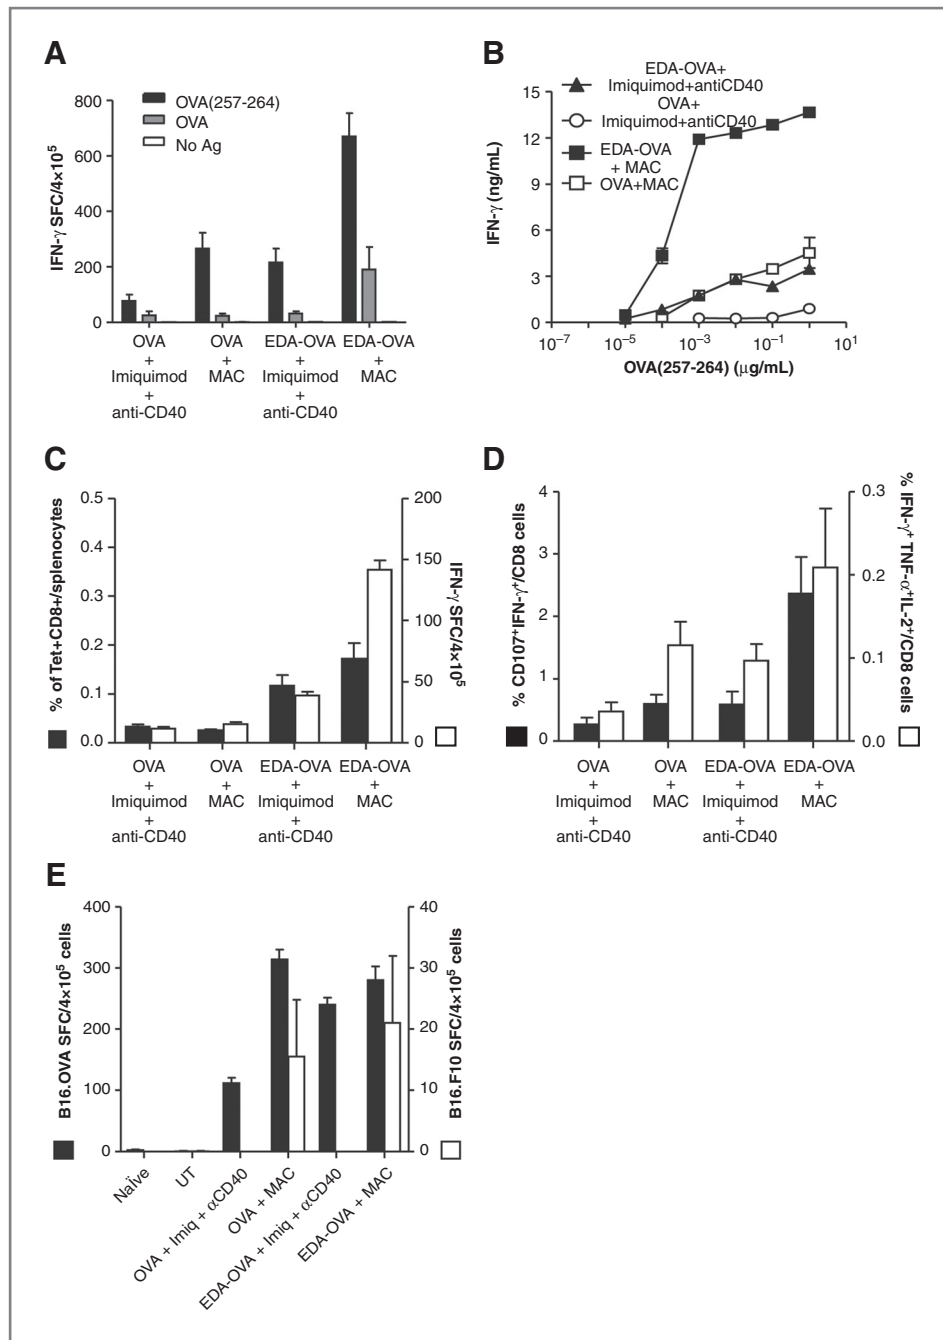 A
800
600
400
200
0
IFN-γ SFC/4×10⁵
OVA(257-264)
OVA
No Ag
OVA
+
Imiquimod
+
anti-CD40
OVA
+
MAC
EDA-OVA
+
Imiquimod
+
anti-CD40
EDA-OVA
+
MAC
B
EDA-OVA+
Imiquimod+antiCD40
OVA+
Imiquimod+antiCD40
EDA-OVA
+ MAC
OVA+MAC
15
12
9
6
3
0
IFN-γ (ng/mL)
10⁻⁷
10⁻⁵
10⁻³
10⁻¹
10¹
OVA(257-264) (μg/mL)
C
% of Tet+CD8+/splenocytes
0.5
0.4
0.3
0.2
0.1
0.0
200
150
100
50
0
IFN-γ SFC/4×10⁵
OVA
+
Imiquimod
+
anti-CD40
OVA
+
MAC
EDA-OVA
+
Imiquimod
+
anti-CD40
EDA-OVA
+
MAC
D
% CD107⁺IFN-γ⁺/CD8 cells
4
3
2
1
0
0.3
0.2
0.1
0.0
% IFN-γ⁺ TNF-α⁺IL-2⁺/CD8 cells
OVA
+
Imiquimod
+
anti-CD40
OVA
+
MAC
EDA-OVA
+
Imiquimod
+
anti-CD40
EDA-OVA
+
MAC
E
B16.OVA SFC/4×10⁵ cells
400
300
200
100
0
40
30
20
10
0
B16.F10 SFC/4×10⁵ cells
Naïve
UT
OVA + Imiq + αCD40
OVA + MAC
EDA-OVA + Imiq + αCD40
EDA-OVA + MAC